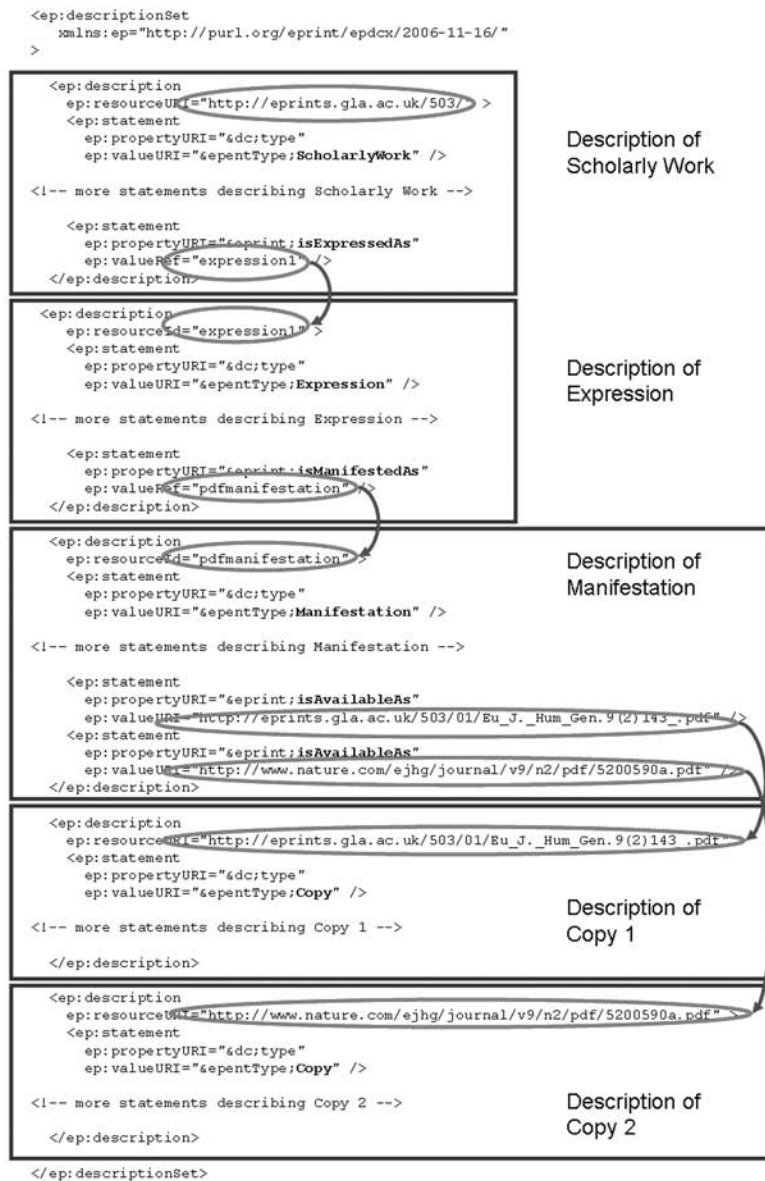 <ep:descriptionSet
xmlns:ep="http://purl.org/eprint/epdcx/2006-11-16/"
>
<ep:description
ep:resourceURI="http://eprints.gla.ac.uk/503/" >
<ep:statement
ep:propertyURI="&dc;type"
ep:valueURI="&epentType;ScholarlyWork" />
Description of
Scholarly Work
<!-- more statements describing Scholarly Work -->
<ep:statement
ep:propertyURI="&eprint;isExpressedAs"
ep:valueRef="expression1" />
</ep:description>
<ep:description
ep:resourceId="expression1" >
<ep:statement
ep:propertyURI="&dc;type"
ep:valueURI="&epentType;Expression" />
Description of
Expression
<!-- more statements describing Expression -->
<ep:statement
ep:propertyURI="&eprint;isManifestedAs"
ep:valueRef="pdfmanifestation" />
</ep:description>
<ep:description
ep:resourceId="pdfmanifestation" >
<ep:statement
ep:propertyURI="&dc;type"
ep:valueURI="&epentType;Manifestation" />
Description of
Manifestation
<!-- more statements describing Manifestation -->
<ep:statement
ep:propertyURI="&eprint;isAvailableAs"
ep:valueURI="http://eprints.gla.ac.uk/503/01/Eu_J._Hum_Gen.9(2)143_.pdf" />
<ep:statement
ep:propertyURI="&eprint;isAvailableAs"
ep:valueURI="http://www.nature.com/ejhg/journal/v9/n2/pdf/5200590a.pdf" />
</ep:description>
<ep:description
ep:resourceURI="http://eprints.gla.ac.uk/503/01/Eu_J._Hum_Gen.9(2)143_.pdf"
<ep:statement
ep:propertyURI="&dc;type"
ep:valueURI="&epentType;Copy" />
Description of
Copy 1
<!-- more statements describing Copy 1 -->
</ep:description>
<ep:description
ep:resourceURI="http://www.nature.com/ejhg/journal/v9/n2/pdf/5200590a.pdf" >
<ep:statement
ep:propertyURI="&dc;type"
ep:valueURI="&epentType;Copy" />
<!-- more statements describing Copy 2 -->
Description of
Copy 2
</ep:description>
</ep:descriptionSet>